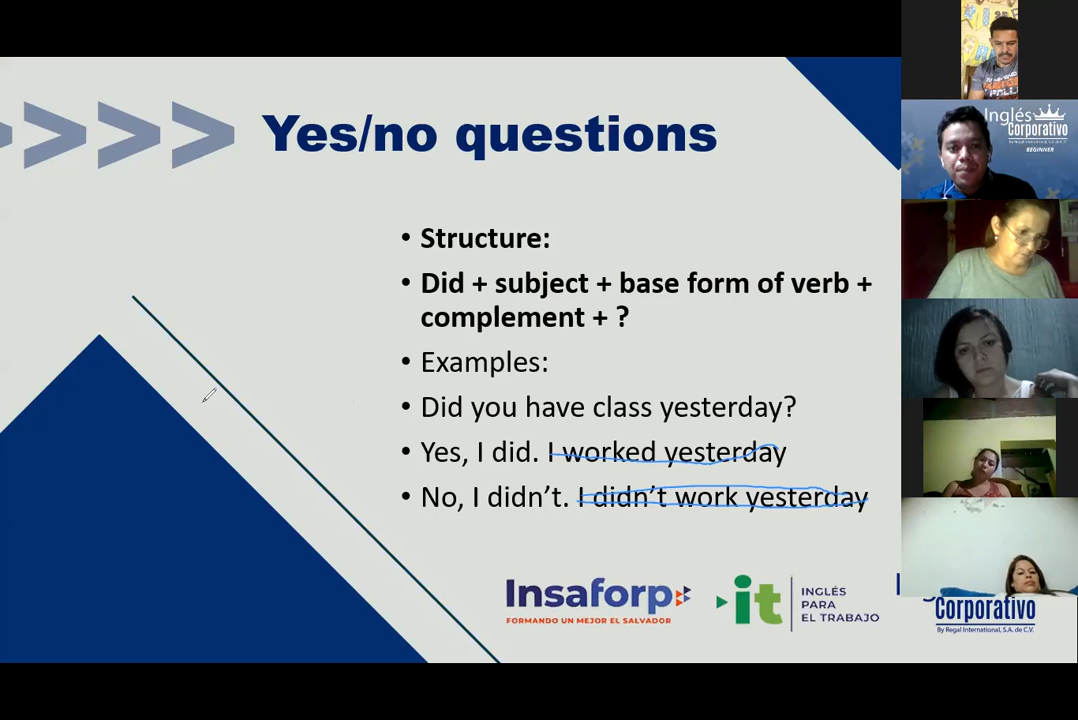 Yes/no questions
• Structure:
• Did + subject + base form of verb +
complement + ?
• Examples:
• Did you have class yesterday?
• Yes, I did. I worked yesterday
• No, I didn't. I didn't work yesterday
Insaforp
FORMANDO UN MEJOR EL SALVADOR
it
INGLÉS
PARA
EL TRABAJO
CORPORATIVO
By Regal International, S.A. de C.V.
Inglés
Corporativo
BEGINNER